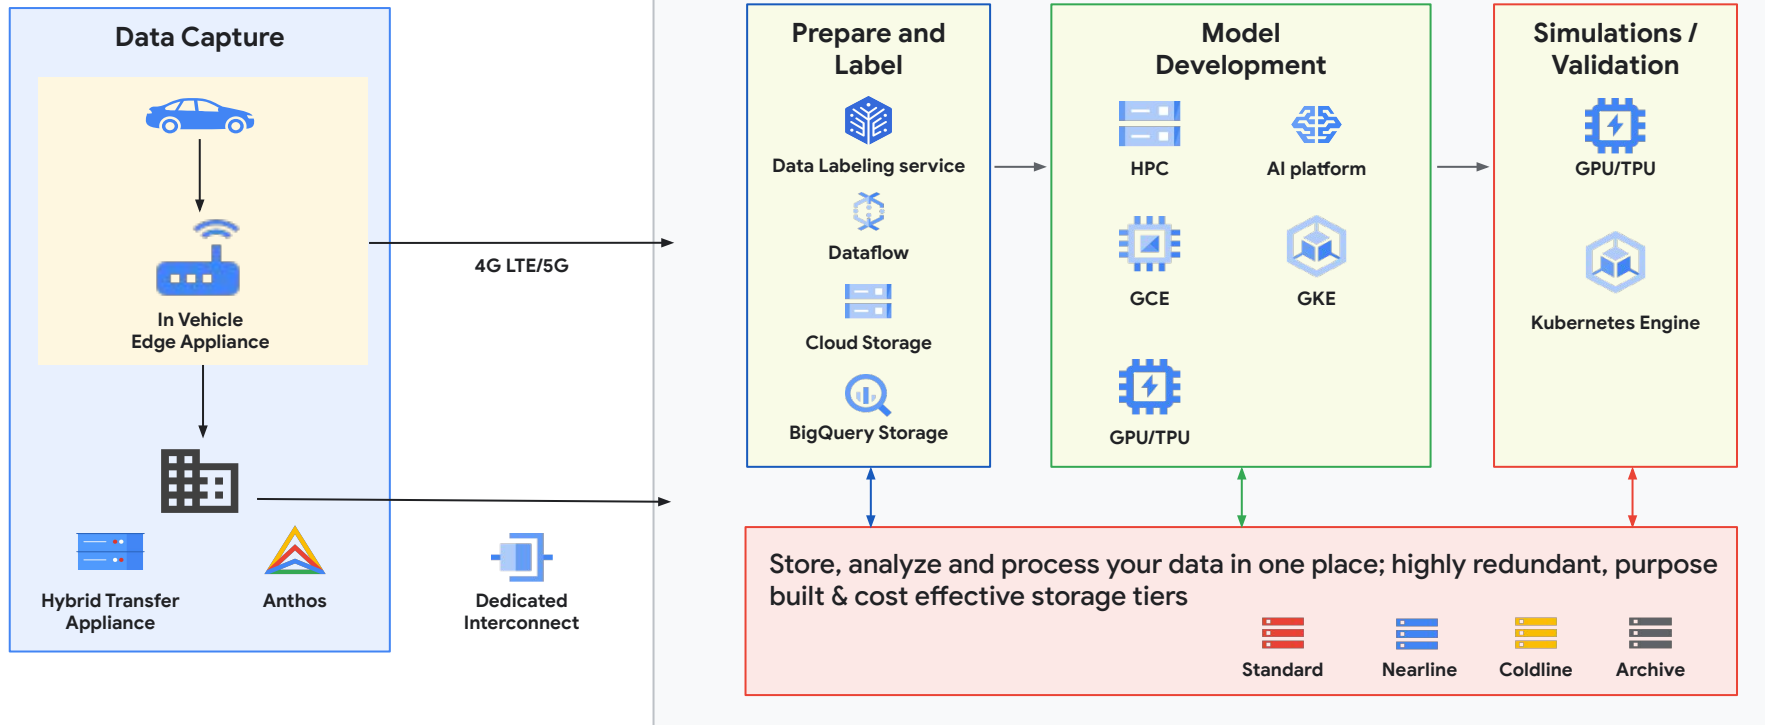 Data Capture
In Vehicle
Edge Appliance
Hybrid Transfer
Appliance
Anthos
4G LTE/5G
Dedicated
Interconnect
Prepare and
Label
Data Labeling service
Dataflow
Cloud Storage
BigQuery Storage
Model
Development
HPC
AI platform
GCE
GKE
GPU/TPU
Simulations /
Validation
GPU/TPU
Kubernetes Engine
Store, analyze and process your data in one place; highly redundant, purpose
built & cost effective storage tiers
Standard
Nearline
Coldline
Archive